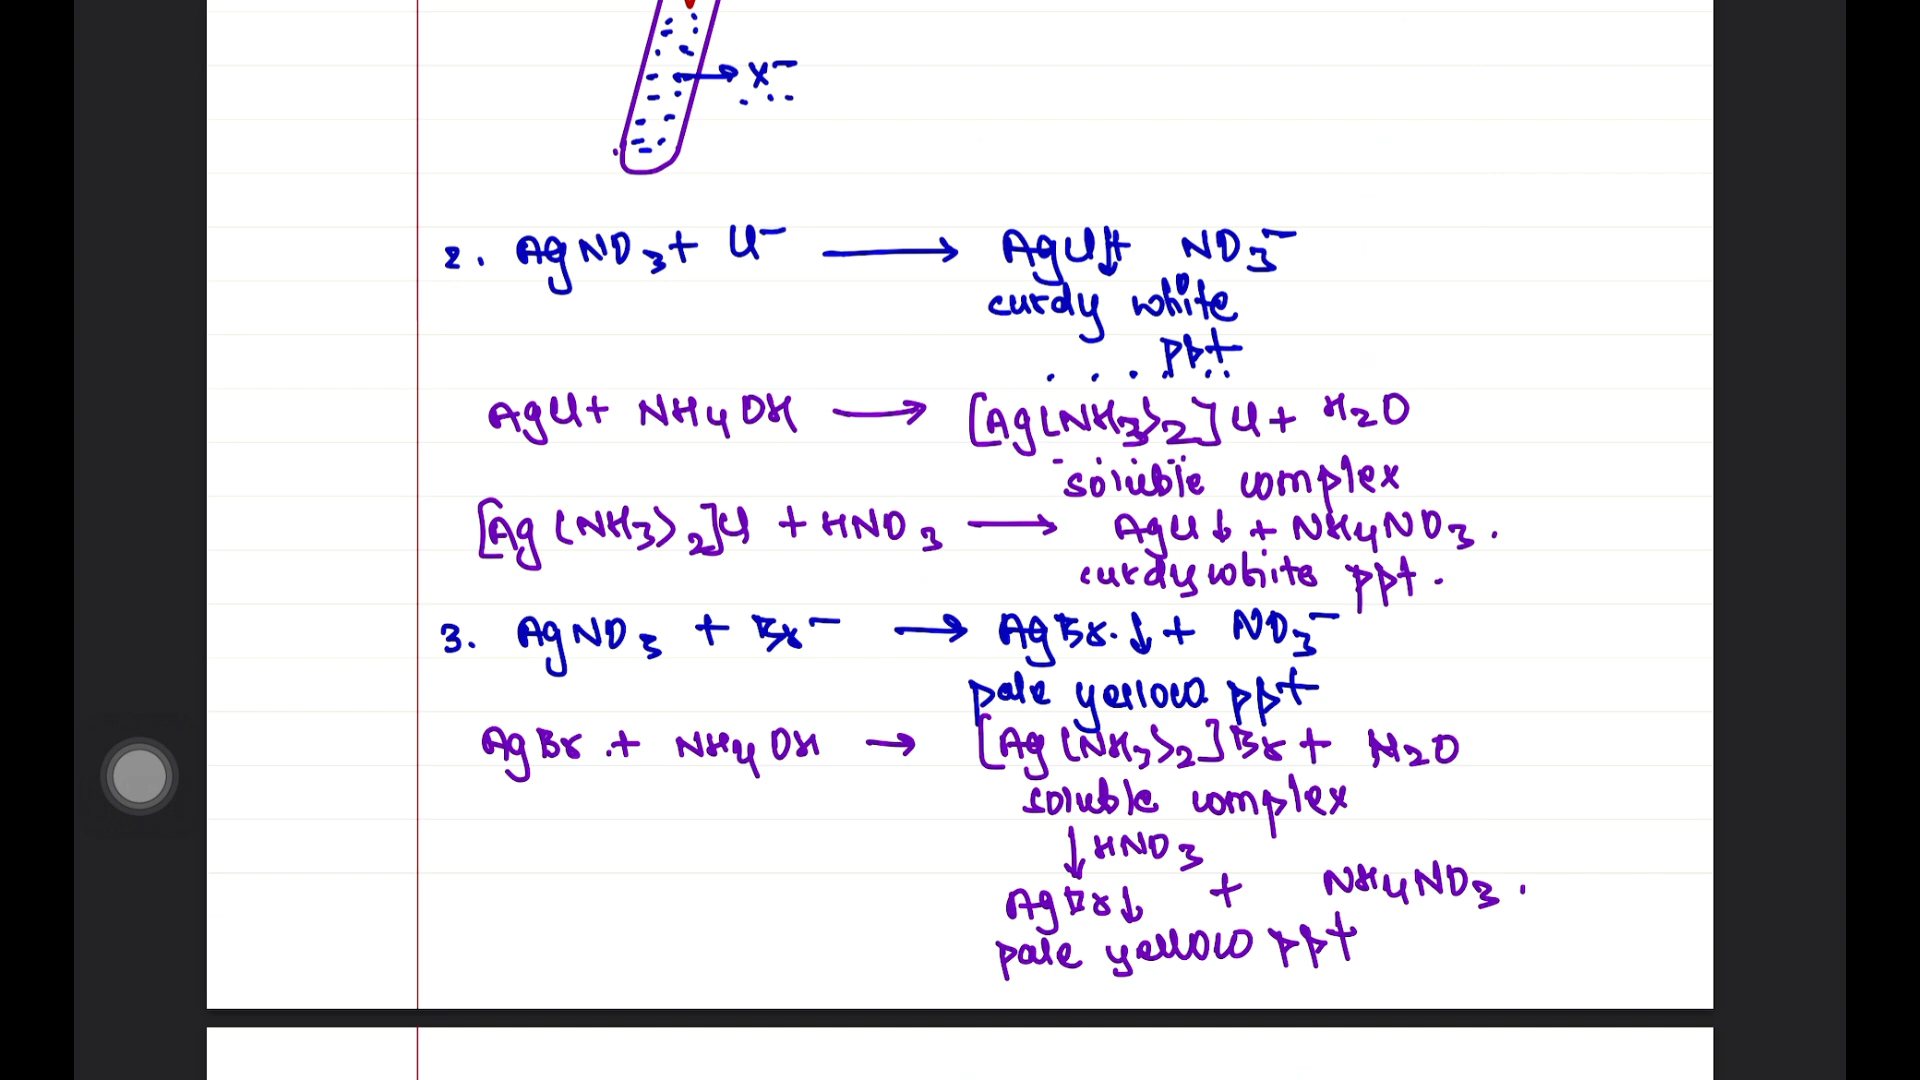 X⁻
2. AgNO₃ + Cl⁻ ⟶ AgCl↓ + NO₃⁻
curdy white
ppt
AgCl + NH₄OH ⟶ [Ag(NH₃)₂]Cl + H₂O
soluble complex
[Ag(NH₃)₂]Cl + HNO₃ ⟶ AgCl↓ + NH₄NO₃.
curdy white ppt.
3. AgNO₃ + Br⁻ ⟶ AgBr.↓ + NO₃⁻
pale yellow ppt
AgBr + NH₄OH → [Ag(NH₃)₂]Br + H₂O
soluble complex
↓ HNO₃
AgBr↓ + NH₄NO₃.
pale yellow ppt